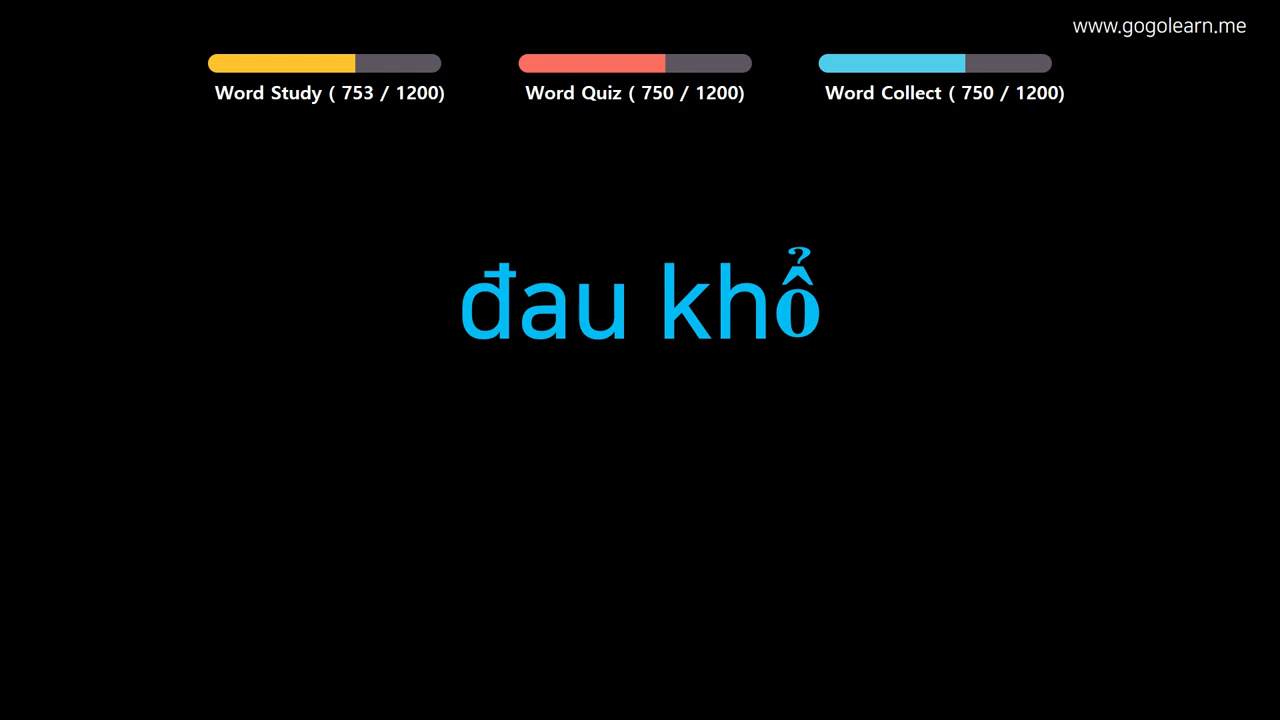 www.gogolearn.me
Word Study ( 753 / 1200)
Word Quiz ( 750 / 1200)
Word Collect ( 750 / 1200)
đau khổ